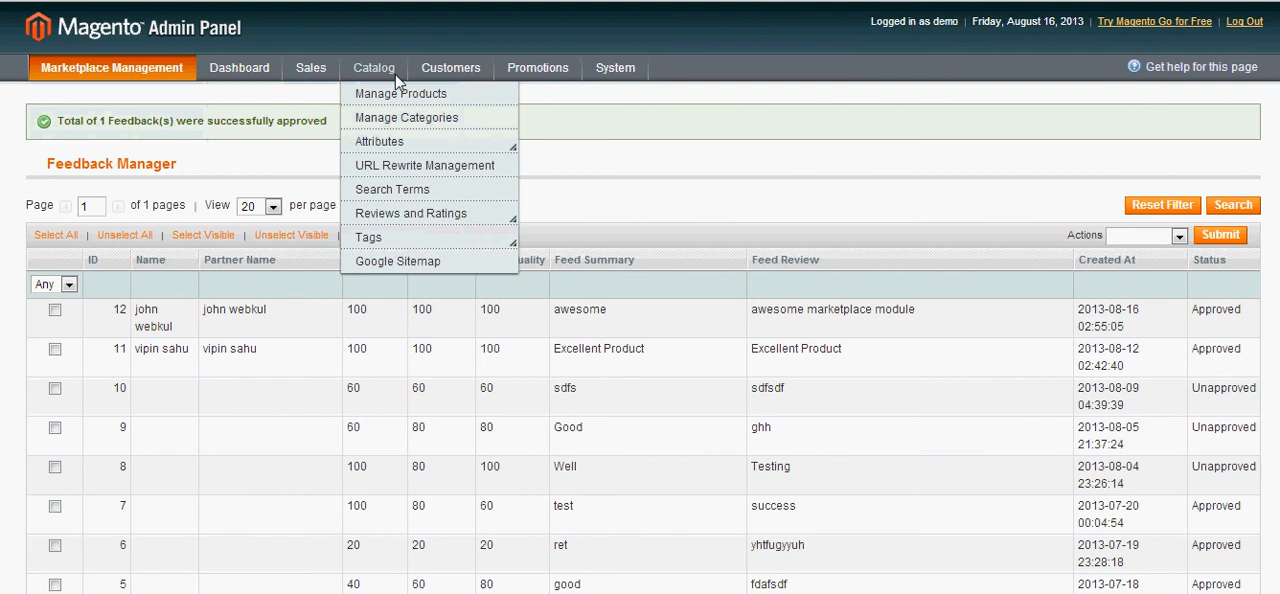 Magento Admin Panel
Logged in as demo | Friday, August 16, 2013 | Try Magento Go for Free | Log Out
Marketplace Management Dashboard Sales Catalog Customers Promotions System Get help for this page
Manage Products
Manage Categories
Attributes
URL Rewrite Management
Search Terms
Reviews and Ratings
Tags
Google Sitemap
Total of 1 Feedback(s) were successfully approved
Feedback Manager
Page 1 of 1 pages | View 20 per page
Reset Filter Search
Select All | Unselect All | Select Visible | Unselect Visible |
Actions Submit
ID Name Partner Name uality Feed Summary Feed Review Created At Status
Any
12 john webkul john webkul 100 100 100 awesome awesome marketplace module 2013-08-16 02:55:05 Approved
11 vipin sahu vipin sahu 100 100 100 Excellent Product Excellent Product 2013-08-12 02:42:40 Approved
10 60 60 60 sdfs sdfsdf 2013-08-09 04:39:39 Unapproved
9 60 80 80 Good ghh 2013-08-05 21:37:24 Unapproved
8 100 80 100 Well Testing 2013-08-04 23:26:14 Unapproved
7 100 80 60 test success 2013-07-20 00:04:54 Approved
6 20 20 20 ret yhtfugyyuh 2013-07-19 23:28:18 Approved
5 40 60 80 good fdafsdf 2013-07-18 Approved